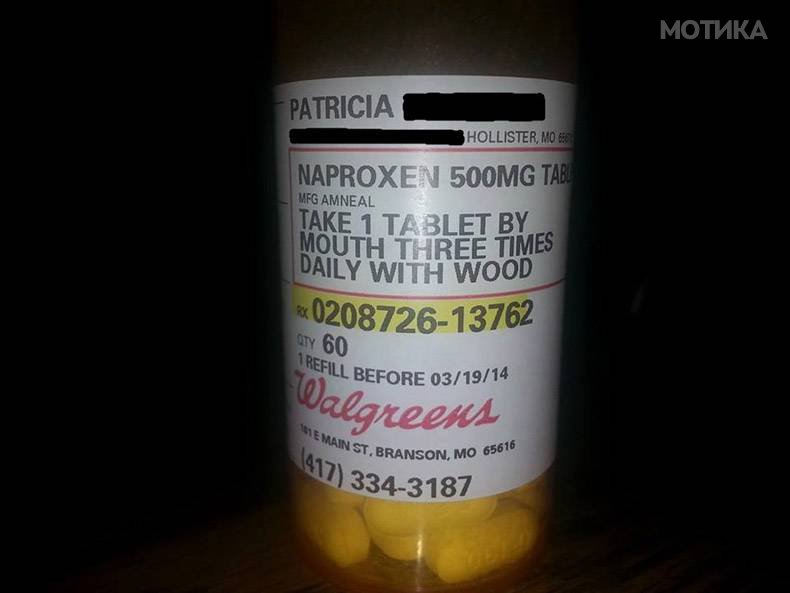 МОТИКА
PATRICIA
HOLLISTER, MO
NAPROXEN 500MG
MFG AMNEAL
TAKE 1 TABLET BY
MOUTH THREE TIMES
DAILY WITH WOOD
RX 0208726-13762
QTY 60
1 REFILL BEFORE 03/19/14
Walgreens
E MAIN ST, BRANSON, MO 65616
(417) 334-3187